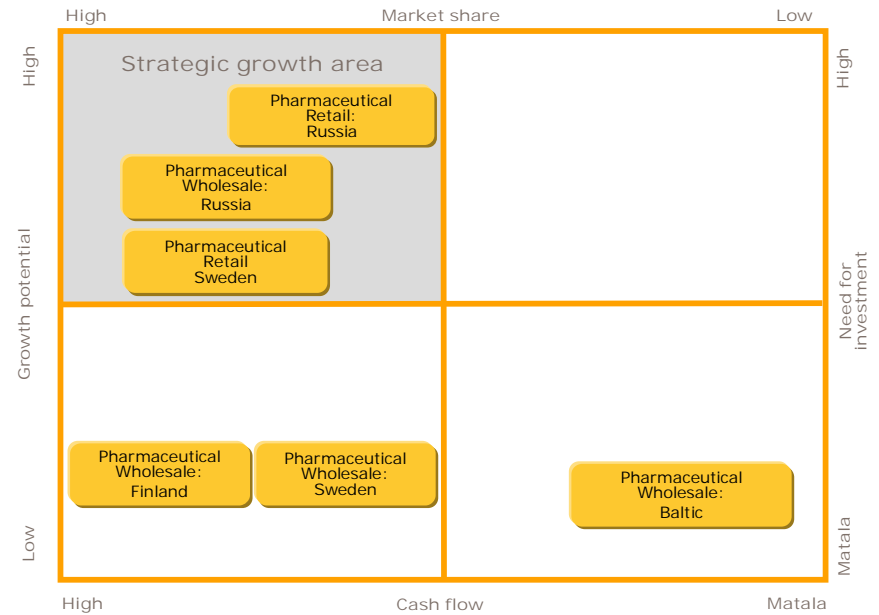 High
Market share
Low
High
High
Strategic growth area
Pharmaceutical
Retail:
Russia
Pharmaceutical
Wholesale:
Russia
Pharmaceutical
Retail
Sweden
Growth potential
Need for
investment
Pharmaceutical
Wholesale:
Finland
Pharmaceutical
Wholesale:
Sweden
Pharmaceutical
Wholesale:
Baltic
Low
Matala
High
Cash flow
Matala